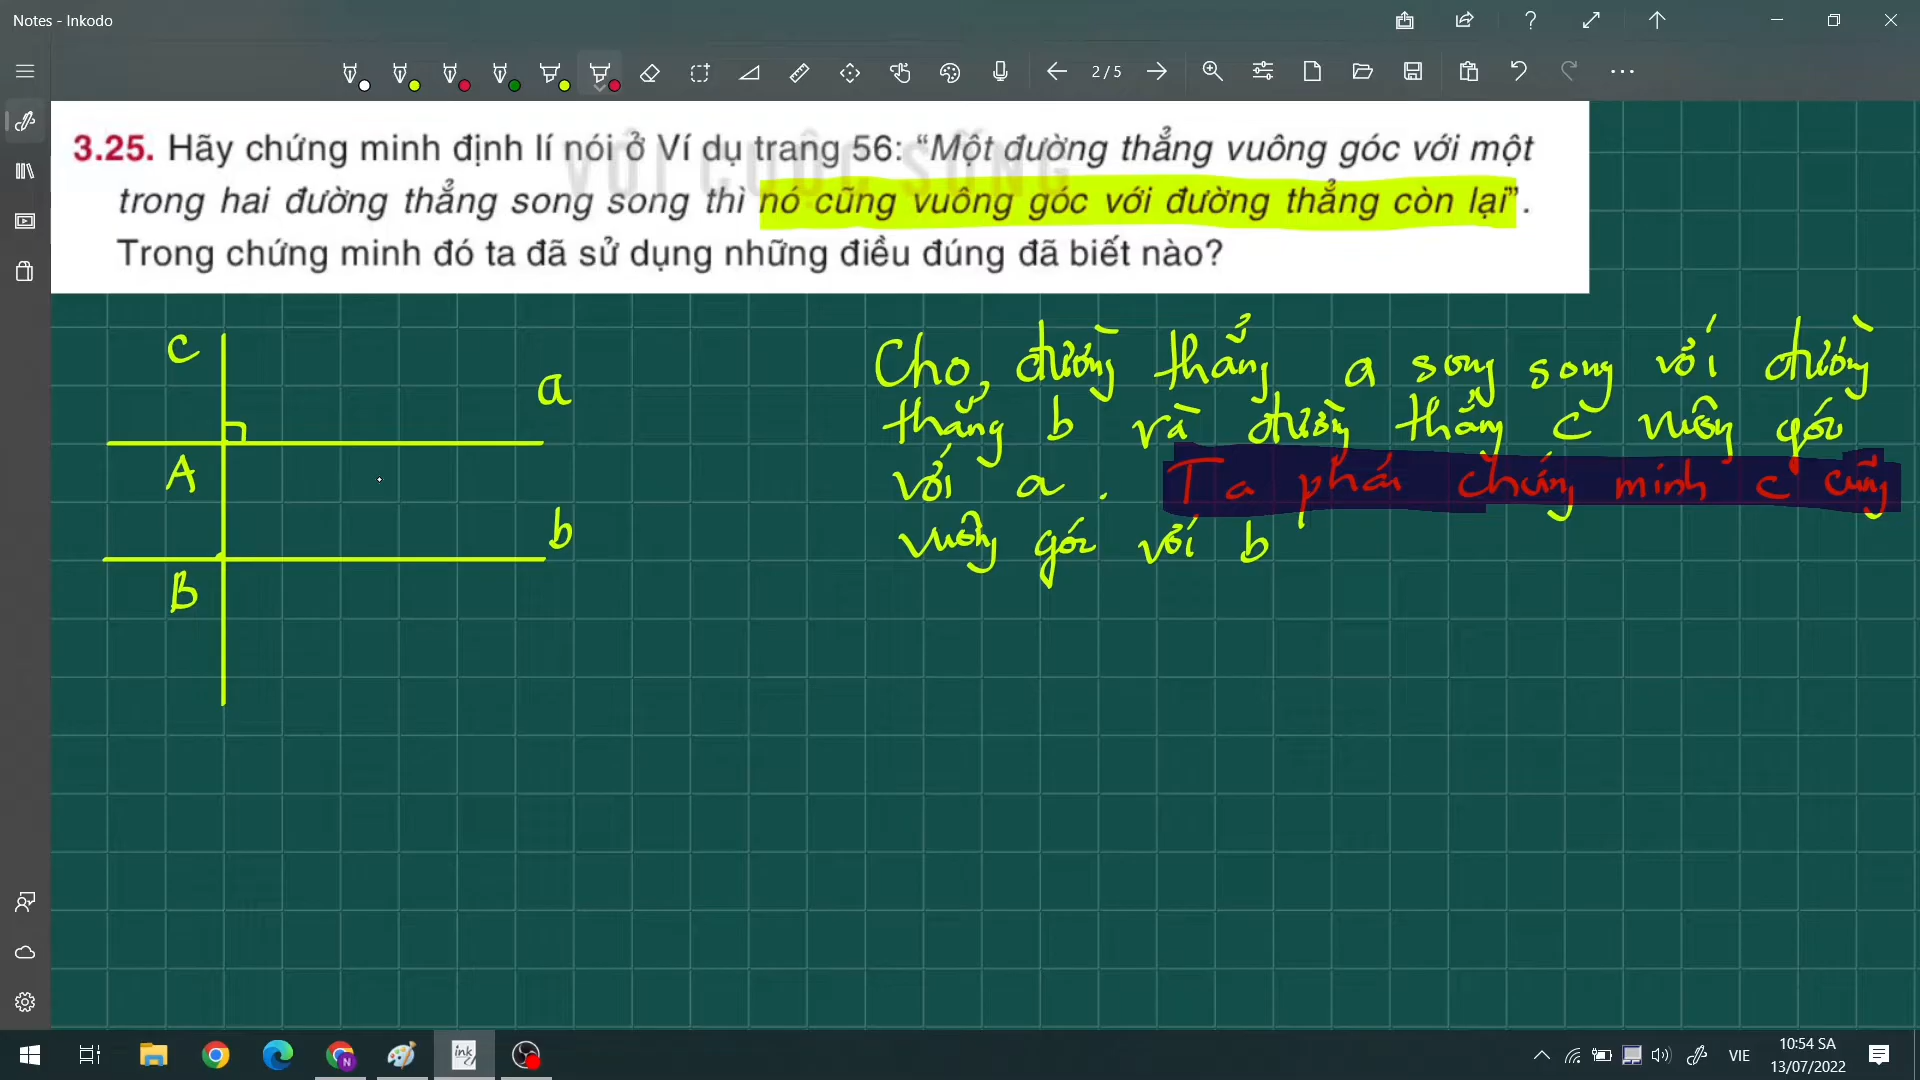 Notes - Inkodo
2 / 5
VỚI CUỘC SỐNG
3.25. Hãy chứng minh định lí nói ở Ví dụ trang 56: “Một đường thẳng vuông góc với một
trong hai đường thẳng song song thì nó cũng vuông góc với đường thẳng còn lại”.
Trong chứng minh đó ta đã sử dụng những điều đúng đã biết nào?
c
a
A
b
B
Cho, đường thẳng a song song với đường
thẳng b và đường thẳng c vuông góc
với a. Ta phải chứng minh c cũng
vuông góc với b
N
ink
VIE
10:54 SA
13/07/2022